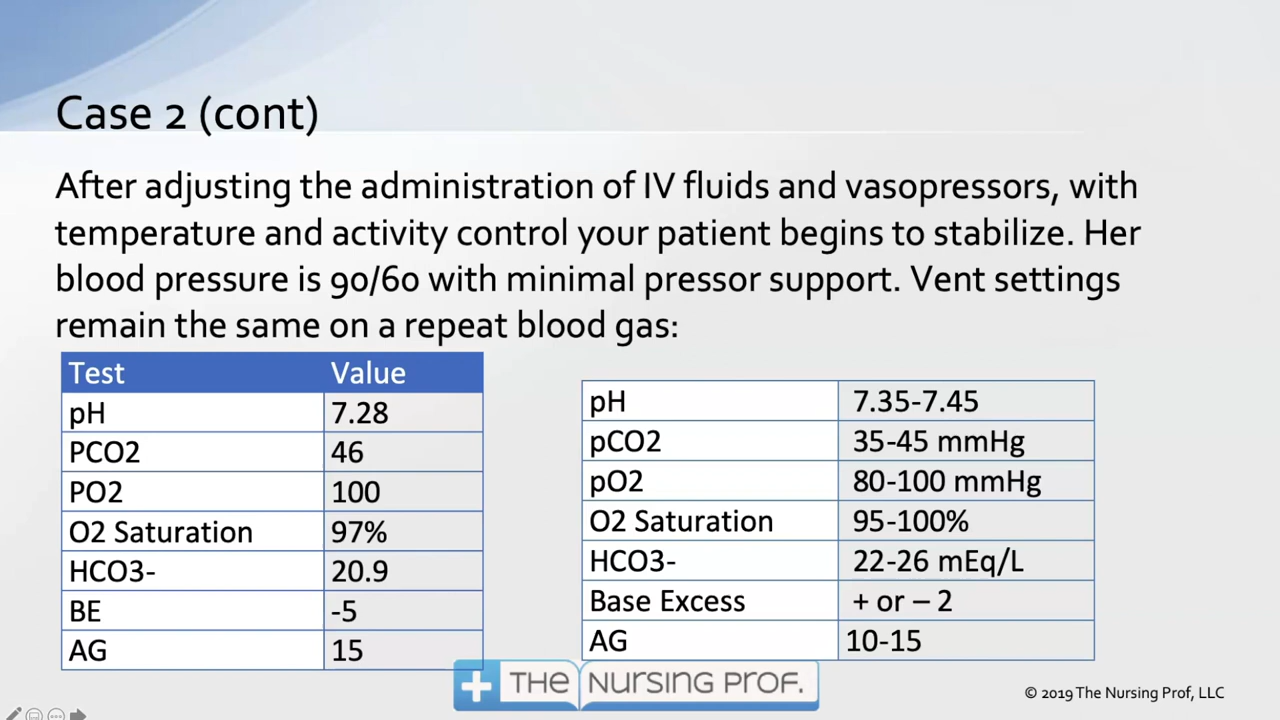 Case 2 (cont)
After adjusting the administration of IV fluids and vasopressors, with
temperature and activity control your patient begins to stabilize. Her
blood pressure is 90/60 with minimal pressor support. Vent settings
remain the same on a repeat blood gas:
Test Value
pH 7.28
PCO2 46
PO2 100
O2 Saturation 97%
HCO3- 20.9
BE -5
AG 15
pH 7.35-7.45
pCO2 35-45 mmHg
pO2 80-100 mmHg
O2 Saturation 95-100%
HCO3- 22-26 mEq/L
Base Excess + or – 2
AG 10-15
THE NURSING PROF.
© 2019 The Nursing Prof, LLC